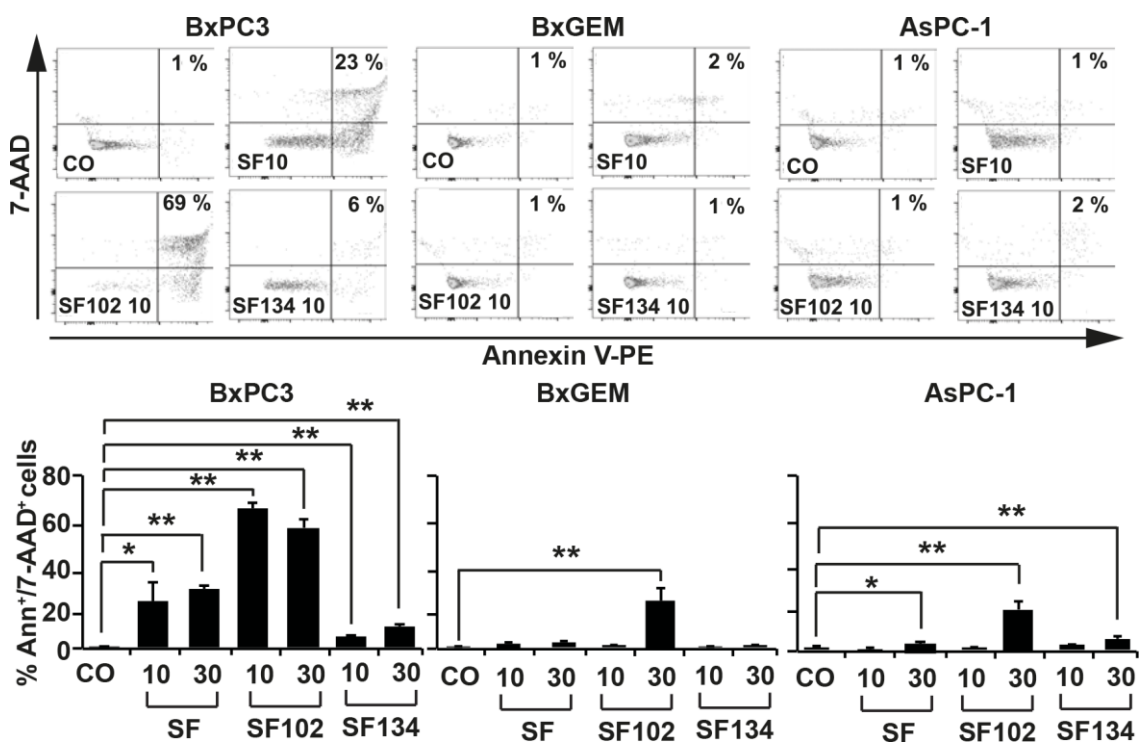 BxPC3 BxGEM AsPC-1
7-AAD
1 % 23 % 1 % 2 % 1 % 1 %
CO SF10 CO SF10 CO SF10
69 % 6 % 1 % 1 % 1 % 2 %
SF102 10 SF134 10 SF102 10 SF134 10 SF102 10 SF134 10
Annexin V-PE
BxPC3 BxGEM AsPC-1
% Ann⁺/7-AAD⁺ cells
80
60
40
20
0
** 
**
**
**
**
*
**
**
**
*
CO 10 30 10 30 10 30 CO 10 30 10 30 10 30 CO 10 30 10 30 10 30
SF SF102 SF134 SF SF102 SF134 SF SF102 SF134